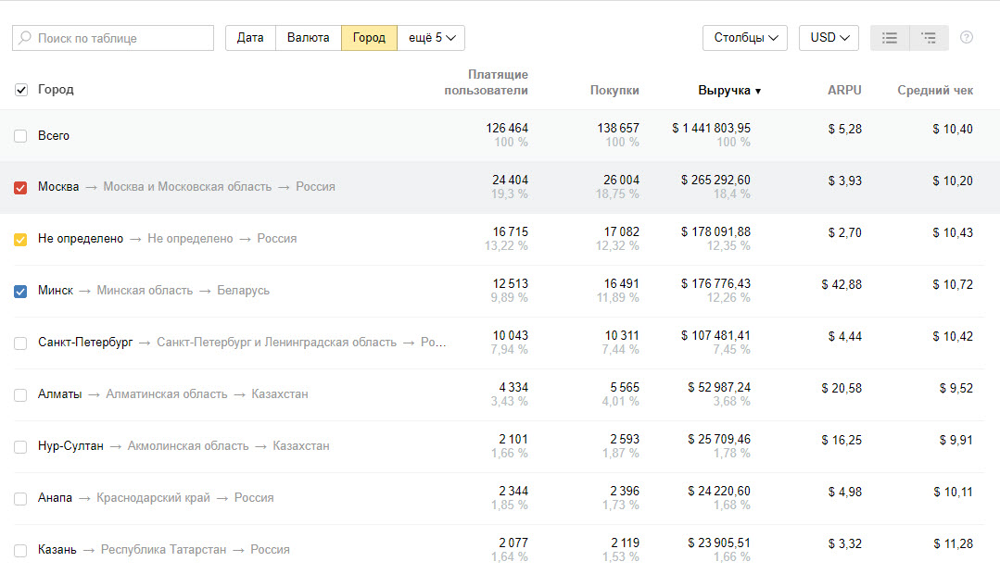 Поиск по таблице Дата Валюта Город ещё 5 Столбцы USD ?
Платящие
Город пользователи Покупки Выручка ▼ ARPU Средний чек
Всего 126 464 138 657 $ 1 441 803,95 $ 5,28 $ 10,40
100 % 100 % 100 %
Москва → Москва и Московская область → Россия 24 404 26 004 $ 265 292,60 $ 3,93 $ 10,20
19,3 % 18,75 % 18,4 %
Не определено → Не определено → Россия 16 715 17 082 $ 178 091,88 $ 2,70 $ 10,43
13,22 % 12,32 % 12,35 %
Минск → Минская область → Беларусь 12 513 16 491 $ 176 776,43 $ 42,88 $ 10,72
9,89 % 11,89 % 12,26 %
Санкт-Петербург → Санкт-Петербург и Ленинградская область → Ро... 10 043 10 311 $ 107 481,41 $ 4,44 $ 10,42
7,94 % 7,44 % 7,45 %
Алматы → Алматинская область → Казахстан 4 334 5 565 $ 52 987,24 $ 20,58 $ 9,52
3,43 % 4,01 % 3,68 %
Нур-Султан → Акмолинская область → Казахстан 2 101 2 593 $ 25 709,46 $ 16,25 $ 9,91
1,66 % 1,87 % 1,78 %
Анапа → Краснодарский край → Россия 2 344 2 396 $ 24 220,60 $ 4,98 $ 10,11
1,85 % 1,73 % 1,68 %
Казань → Республика Татарстан → Россия 2 077 2 119 $ 23 905,51 $ 3,32 $ 11,28
1,64 % 1,53 % 1,66 %